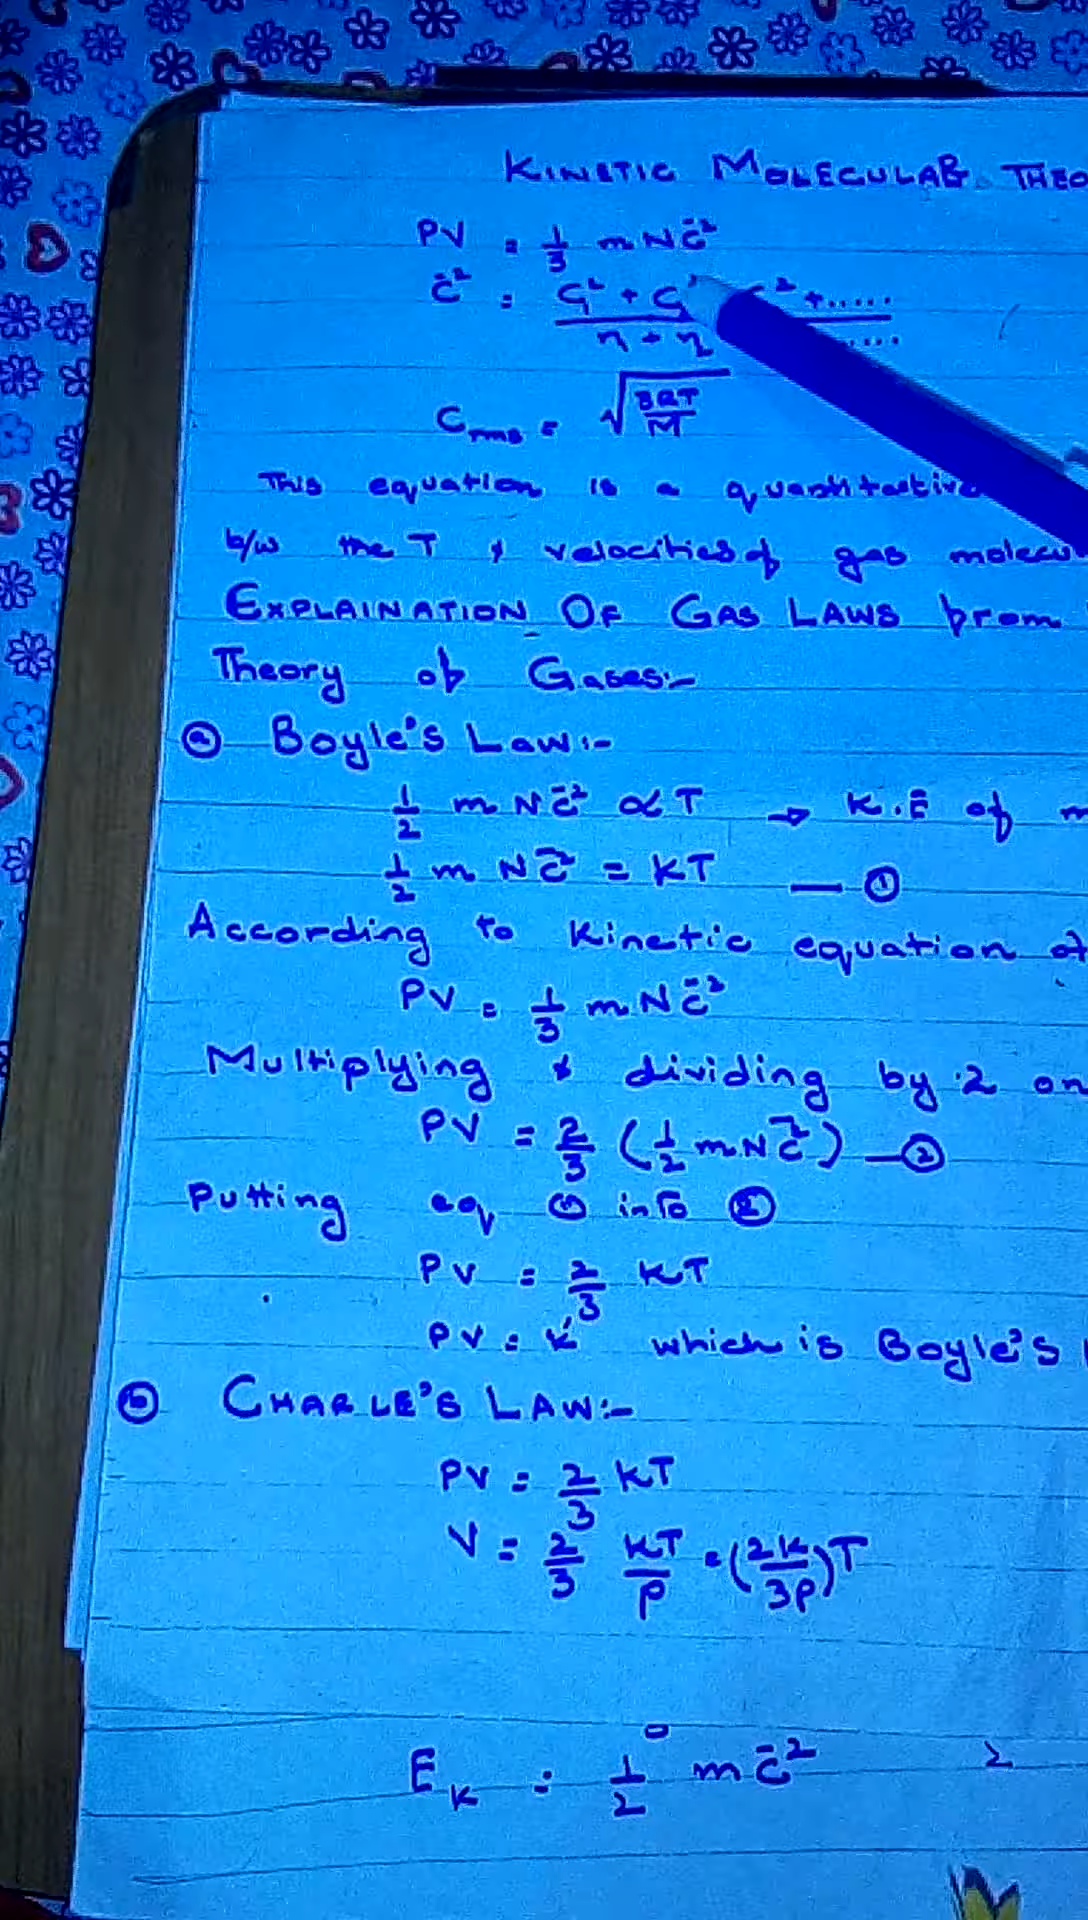 KINETIC MOLECULAR THEO
PV = 1/3 mNc̄²
c̄² = C₁² + C² + .....
n + n ....
Crms = √3RT/M
This equation is a quantitative
b/w the T & velocities of gas molecu
EXPLAINATION OF GAS LAWS from
Theory of Gases:-
(a) Boyle's Law:-
1/2 mNc̄² ∝ T → K.E of m
1/2 mNc̄² = KT — (1)
According to Kinetic equation of
PV = 1/3 mNc̄²
Multiplying & dividing by 2 on
PV = 2/3 (1/2 mNc̄²) — (2)
Putting eq (1) into (2)
PV = 2/3 KT
PV = K' which is Boyle's
(b) CHARLE'S LAW:-
PV = 2/3 KT
V = 2/3 KT/P = (2K/3P)T
E_K = 1/2 mc̄² 2